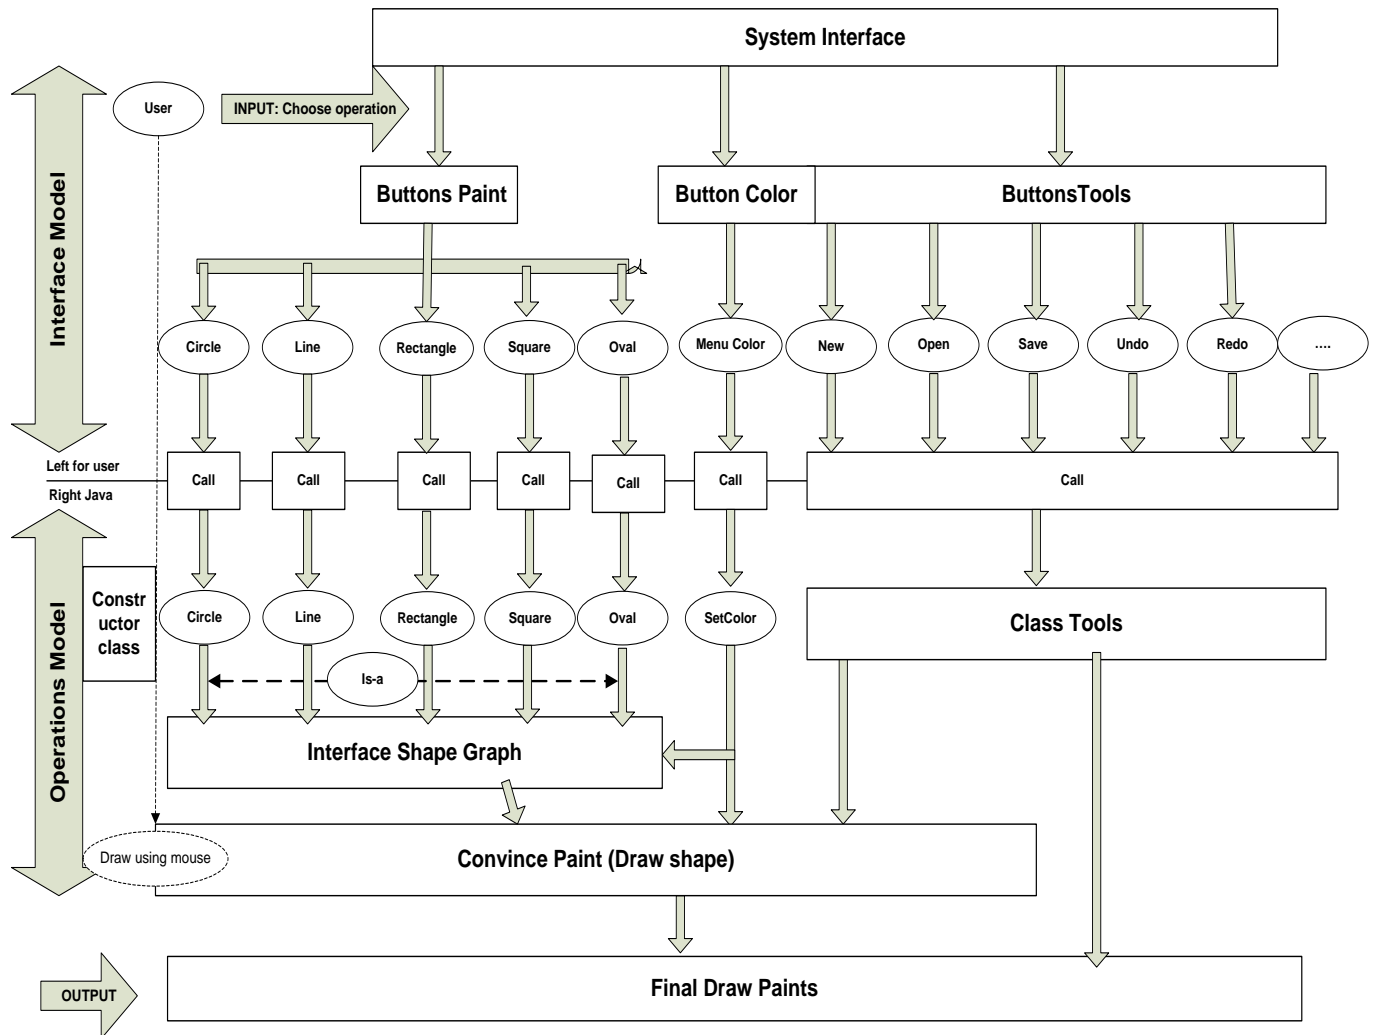 System Interface
User
INPUT: Choose operation
Interface Model
Buttons Paint
Button Color
ButtonsTools
Circle
Line
Rectangle
Square
Oval
Menu Color
New
Open
Save
Undo
Redo
....
Left for user
Right Java
Call
Call
Call
Call
Call
Call
Call
Operations Model
Constr
uctor
class
Circle
Line
Rectangle
Square
Oval
SetColor
Class Tools
Is-a
Interface Shape Graph
Draw using mouse
Convince Paint (Draw shape)
OUTPUT
Final Draw Paints